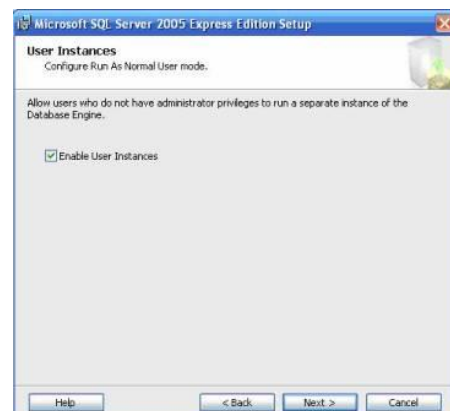 Microsoft SQL Server 2005 Express Edition Setup
User Instances
Configure Run As Normal User mode.
Allow users who do not have administrator privileges to run a separate instance of the
Database Engine.
Enable User Instances
Help
< Back
Next >
Cancel